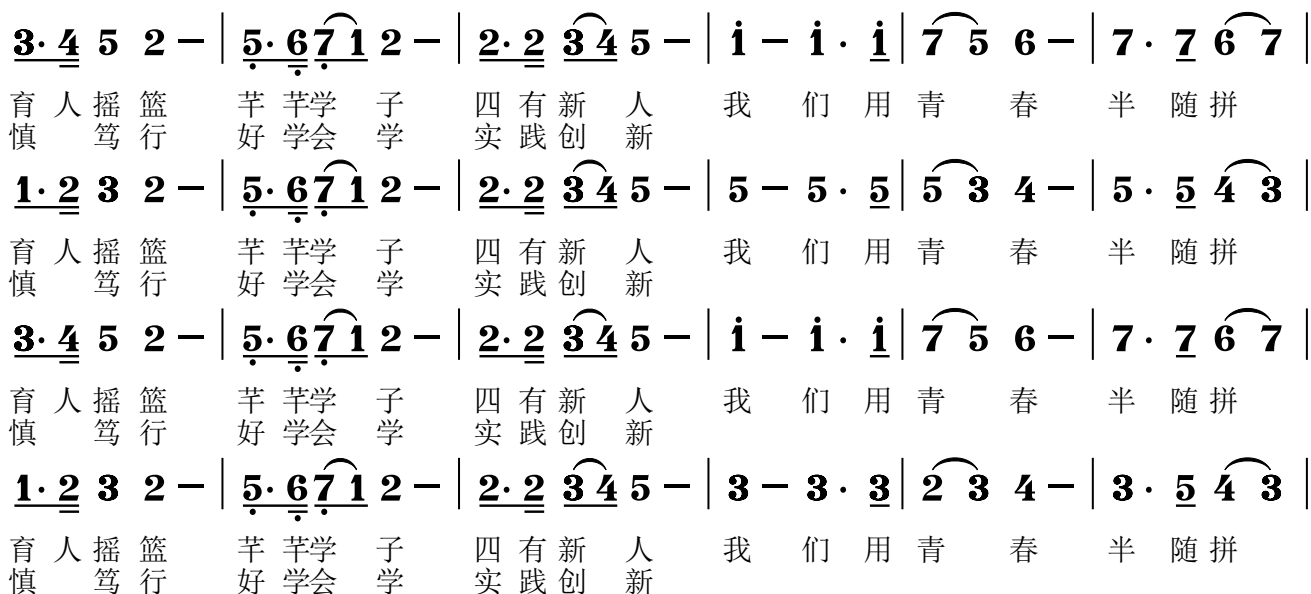 3· 4 5 2 – | 5· 6 7 1 2 – | 2· 2 3 4 5 – | i – i · i | 7 5 6 – | 7 · 7 6 7 |
育 人 摇 篮 芊 芊学 子 四 有 新 人 我 们 用 青 春 半 随 拼
慎 笃 行 好 学会 学 实 践 创 新
1· 2 3 2 – | 5· 6 7 1 2 – | 2· 2 3 4 5 – | 5 – 5 · 5 | 5 3 4 – | 5 · 5 4 3 |
育 人 摇 篮 芊 芊学 子 四 有 新 人 我 们 用 青 春 半 随 拼
慎 笃 行 好 学会 学 实 践 创 新
3· 4 5 2 – | 5· 6 7 1 2 – | 2· 2 3 4 5 – | i – i · i | 7 5 6 – | 7 · 7 6 7 |
育 人 摇 篮 芊 芊学 子 四 有 新 人 我 们 用 青 春 半 随 拼
慎 笃 行 好 学会 学 实 践 创 新
1· 2 3 2 – | 5· 6 7 1 2 – | 2· 2 3 4 5 – | 3 – 3 · 3 | 2 3 4 – | 3 · 5 4 3 |
育 人 摇 篮 芊 芊学 子 四 有 新 人 我 们 用 青 春 半 随 拼
慎 笃 行 好 学会 学 实 践 创 新